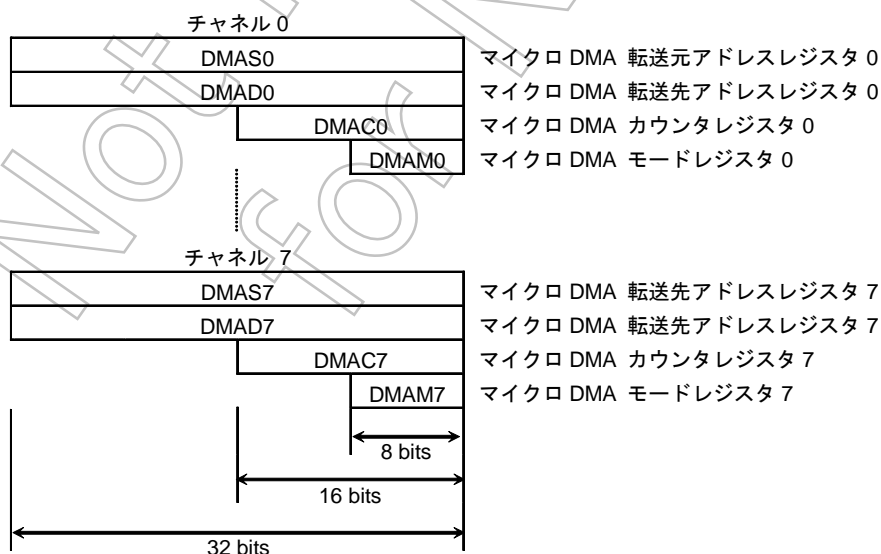 チャネル 0
DMAS0 マイクロ DMA 転送元アドレスレジスタ 0
DMAD0 マイクロ DMA 転送先アドレスレジスタ 0
DMAC0 マイクロ DMA カウンタレジスタ 0
DMAM0 マイクロ DMA モードレジスタ 0
チャネル 7
DMAS7 マイクロ DMA 転送先アドレスレジスタ 7
DMAD7 マイクロ DMA 転送先アドレスレジスタ 7
DMAC7 マイクロ DMA カウンタレジスタ 7
DMAM7 マイクロ DMA モードレジスタ 7
8 bits
16 bits
32 bits
Not
for